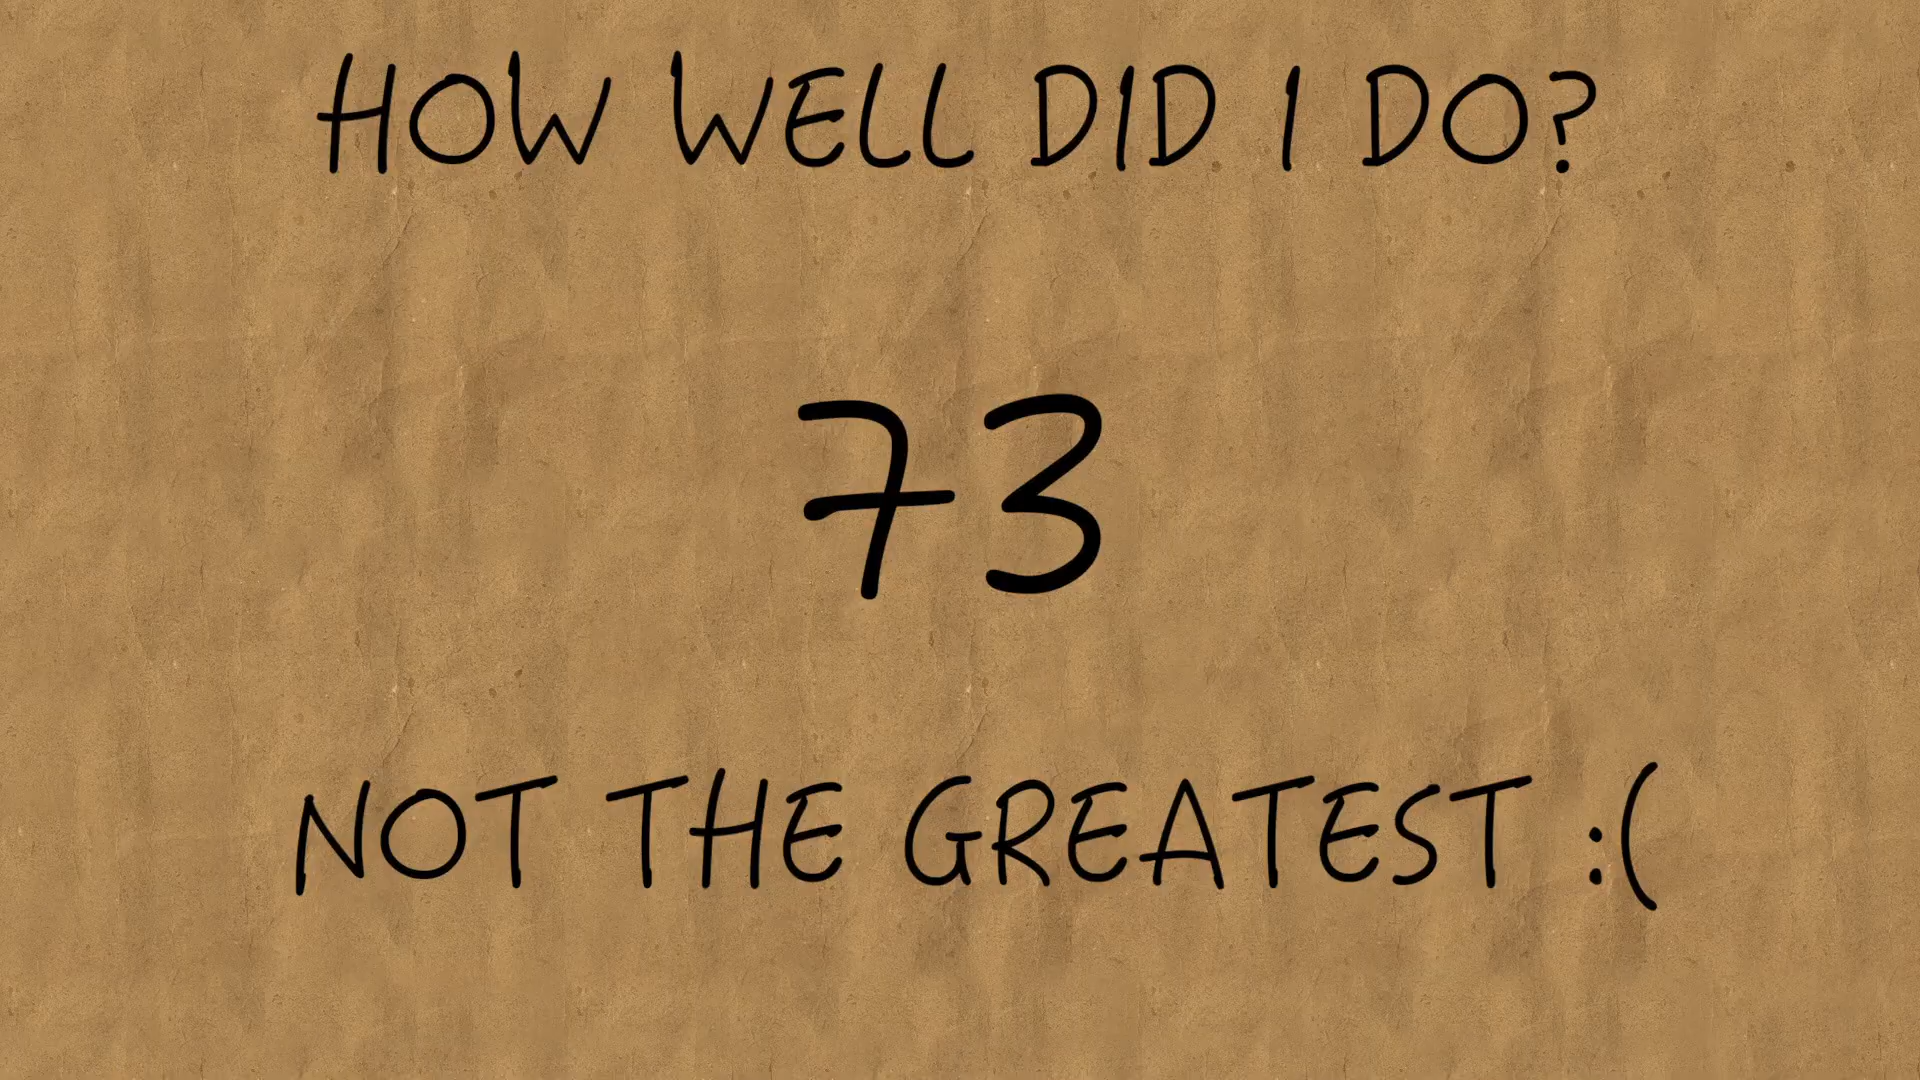 HOW WELL DID I DO?
73
NOT THE GREATEST :(